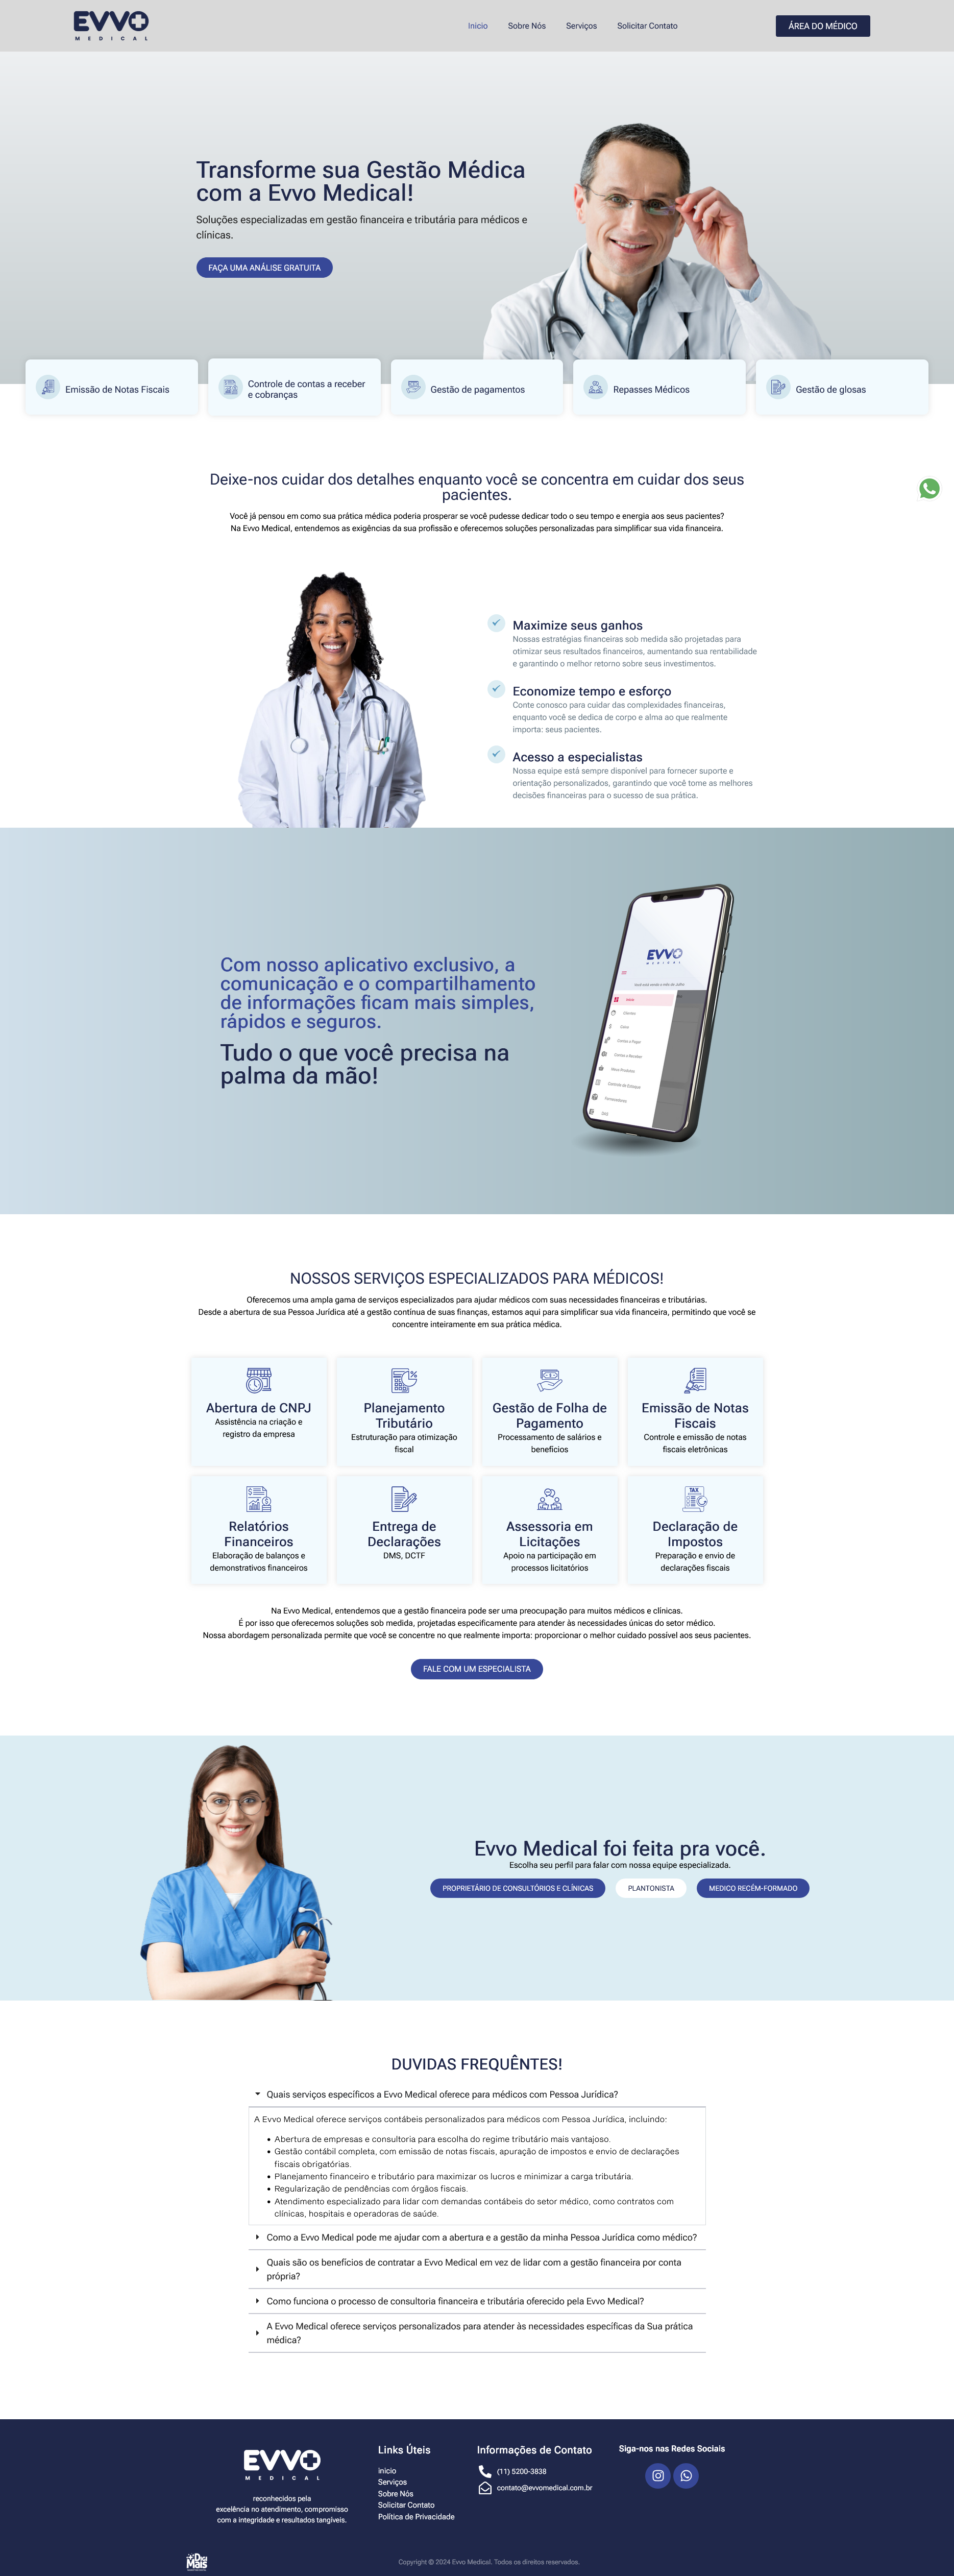 EVVO
MEDICAL
Inicio
Sobre Nós
Serviços
Solicitar Contato
ÁREA DO MÉDICO
Transforme sua Gestão Médica
com a Evvo Medical!
Soluções especializadas em gestão financeira e tributária para médicos e
clínicas.
FAÇA UMA ANÁLISE GRATUITA
Emissão de Notas Fiscais
Controle de contas a receber
e cobranças
Gestão de pagamentos
Repasses Médicos
Gestão de glosas
Deixe-nos cuidar dos detalhes enquanto você se concentra em cuidar dos seus
pacientes.
Você já pensou em como sua prática médica poderia prosperar se você pudesse dedicar todo o seu tempo e energia aos seus pacientes?
Na Evvo Medical, entendemos as exigências da sua profissão e oferecemos soluções personalizadas para simplificar sua vida financeira.
Maximize seus ganhos
Nossas estratégias financeiras sob medida são projetadas para
otimizar seus resultados financeiros, aumentando sua rentabilidade
e garantindo o melhor retorno sobre seus investimentos.
Economize tempo e esforço
Conte conosco para cuidar das complexidades financeiras,
enquanto você se dedica de corpo e alma ao que realmente
importa: seus pacientes.
Acesso a especialistas
Nossa equipe está sempre disponível para fornecer suporte e
orientação personalizados, garantindo que você tome as melhores
decisões financeiras para o sucesso de sua prática.
Com nosso aplicativo exclusivo, a
comunicação e o compartilhamento
de informações ficam mais simples,
rápidos e seguros.
Tudo o que você precisa na
palma da mão!
EVVO
MEDICAL
Início
Clientes
Contas a Pagar
Contas a Receber
Meus Produtos
Controle de Estoque
Fornecedores
DAS
NOSSOS SERVIÇOS ESPECIALIZADOS PARA MÉDICOS!
Oferecemos uma ampla gama de serviços especializados para ajudar médicos com suas necessidades financeiras e tributárias.
Desde a abertura de sua Pessoa Jurídica até a gestão contínua de suas finanças, estamos aqui para simplificar sua vida financeira, permitindo que você se
concentre inteiramente em sua prática médica.
Abertura de CNPJ
Assistência na criação e
registro da empresa
Planejamento
Tributário
Estruturação para otimização
fiscal
Gestão de Folha de
Pagamento
Processamento de salários e
benefícios
Emissão de Notas
Fiscais
Controle e emissão de notas
fiscais eletrônicas
Relatórios
Financeiros
Elaboração de balanços e
demonstrativos financeiros
Entrega de
Declarações
DMS, DCTF
Assessoria em
Licitações
Apoio na participação em
processos licitatórios
TAX
Declaração de
Impostos
Preparação e envio de
declarações fiscais
Na Evvo Medical, entendemos que a gestão financeira pode ser uma preocupação para muitos médicos e clínicas.
É por isso que oferecemos soluções sob medida, projetadas especificamente para atender às necessidades únicas do setor médico.
Nossa abordagem personalizada permite que você se concentre no que realmente importa: proporcionar o melhor cuidado possível aos seus pacientes.
FALE COM UM ESPECIALISTA
Evvo Medical foi feita pra você.
Escolha seu perfil para falar com nossa equipe especializada.
PROPRIETÁRIO DE CONSULTÓRIOS E CLÍNICAS
PLANTONISTA
MEDICO RECÉM-FORMADO
DUVIDAS FREQUÊNTES!
Quais serviços específicos a Evvo Medical oferece para médicos com Pessoa Jurídica?
A Evvo Medical oferece serviços contábeis personalizados para médicos com Pessoa Jurídica, incluindo:
• Abertura de empresas e consultoria para escolha do regime tributário mais vantajoso.
• Gestão contábil completa, com emissão de notas fiscais, apuração de impostos e envio de declarações
fiscais obrigatórias.
• Planejamento financeiro e tributário para maximizar os lucros e minimizar a carga tributária.
• Regularização de pendências com órgãos fiscais.
• Atendimento especializado para lidar com demandas contábeis do setor médico, como contratos com
clínicas, hospitais e operadoras de saúde.
Como a Evvo Medical pode me ajudar com a abertura e a gestão da minha Pessoa Jurídica como médico?
Quais são os benefícios de contratar a Evvo Medical em vez de lidar com a gestão financeira por conta
própria?
Como funciona o processo de consultoria financeira e tributária oferecido pela Evvo Medical?
A Evvo Medical oferece serviços personalizados para atender às necessidades específicas da Sua prática
médica?
EVVO
MEDICAL
reconhecidos pela
excelência no atendimento, compromisso
com a integridade e resultados tangíveis.
Links Úteis
inicio
Serviços
Sobre Nós
Solicitar Contato
Política de Privacidade
Informações de Contato
(11) 5200-3838
contato@evvomedical.com.br
Siga-nos nas Redes Sociais
Digi
Mais
Copyright © 2024 Evvo Medical. Todos os direitos reservados.